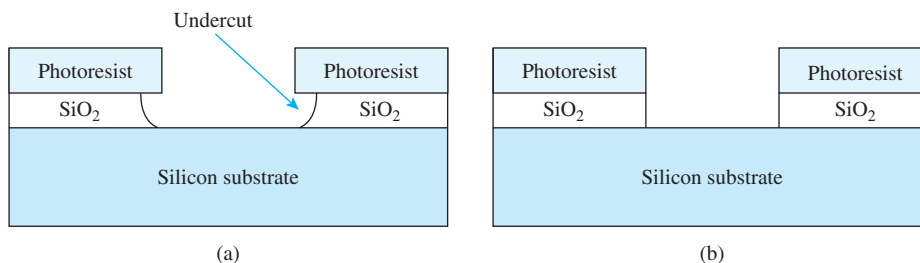 Undercut
Photoresist
Photoresist
SiO₂
SiO₂
Silicon substrate
(a)
Photoresist
Photoresist
SiO₂
SiO₂
Silicon substrate
(b)